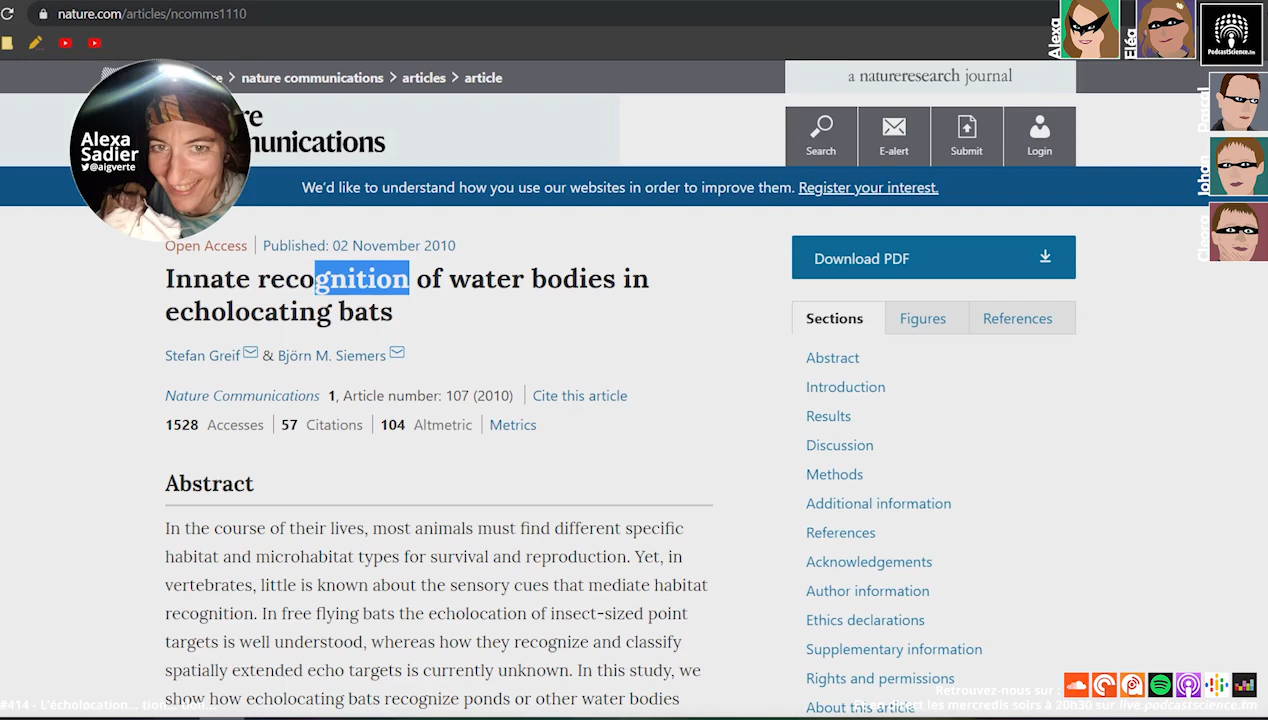 nature.com/articles/ncomms1110
nature communications
articles
article
a natureresearch journal
Search
E-alert
Submit
Login
Alexa
Sadier
@aigverte
We'd like to understand how you use our websites in order to improve them. Register your interest.
Open Access
Published: 02 November 2010
Innate recognition of water bodies in
echolocating bats
Stefan Greif & Björn M. Siemers
Nature Communications 1, Article number: 107 (2010)
Cite this article
1528 Accesses
57 Citations
104 Altmetric
Metrics
Abstract
In the course of their lives, most animals must find different specific
habitat and microhabitat types for survival and reproduction. Yet, in
vertebrates, little is known about the sensory cues that mediate habitat
recognition. In free flying bats the echolocation of insect-sized point
targets is well understood, whereas how they recognize and classify
spatially extended echo targets is currently unknown. In this study, we
show how echolocating bats recognize ponds or other water bodies
Download PDF
Sections
Figures
References
Abstract
Introduction
Results
Discussion
Methods
Additional information
References
Acknowledgements
Author information
Ethics declarations
Supplementary information
Rights and permissions
About this article
Alexa
Eléa
PodcastScience.fm
Pascal
Johan
Retrouvez-nous sur :
direct les mercredis soirs à 20h30 sur live.podcastscience.fm
#414 - L'écholocation...